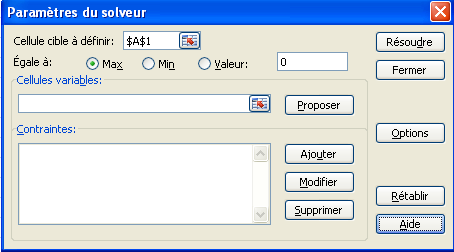 Paramètres du solveur
Cellule cible à définir: $A$1 Résoudre
Égale à: Max Min Valeur: 0 Fermer
Cellules variables:
Proposer
Contraintes: Options
Ajouter
Modifier
Rétablir
Supprimer
Aide